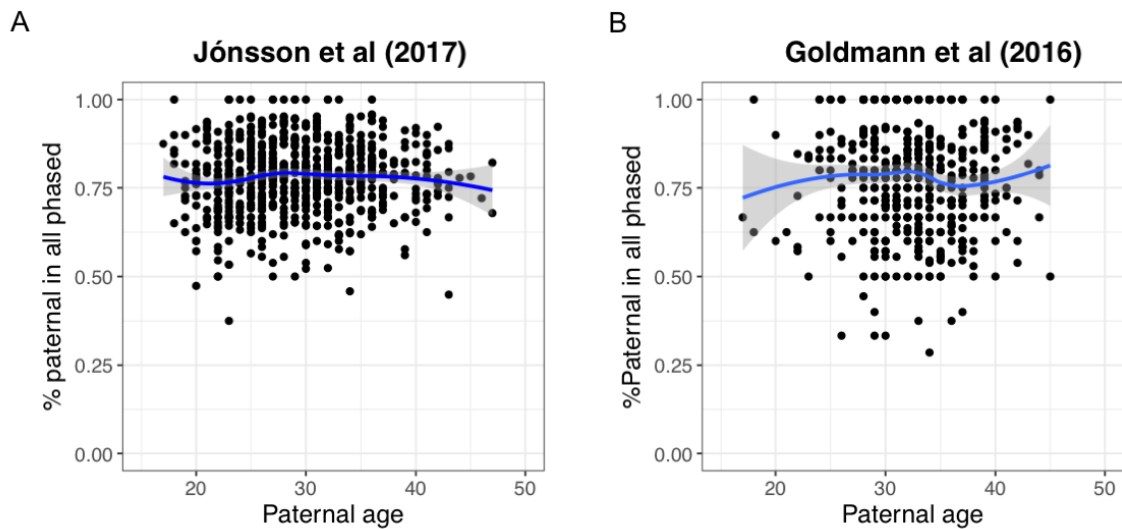 A
Jónsson et al (2017)
% paternal in all phased
1.00
0.75
0.50
0.25
0.00
20
30
40
50
Paternal age
B
Goldmann et al (2016)
%Paternal in all phased
1.00
0.75
0.50
0.25
0.00
20
30
40
50
Paternal age